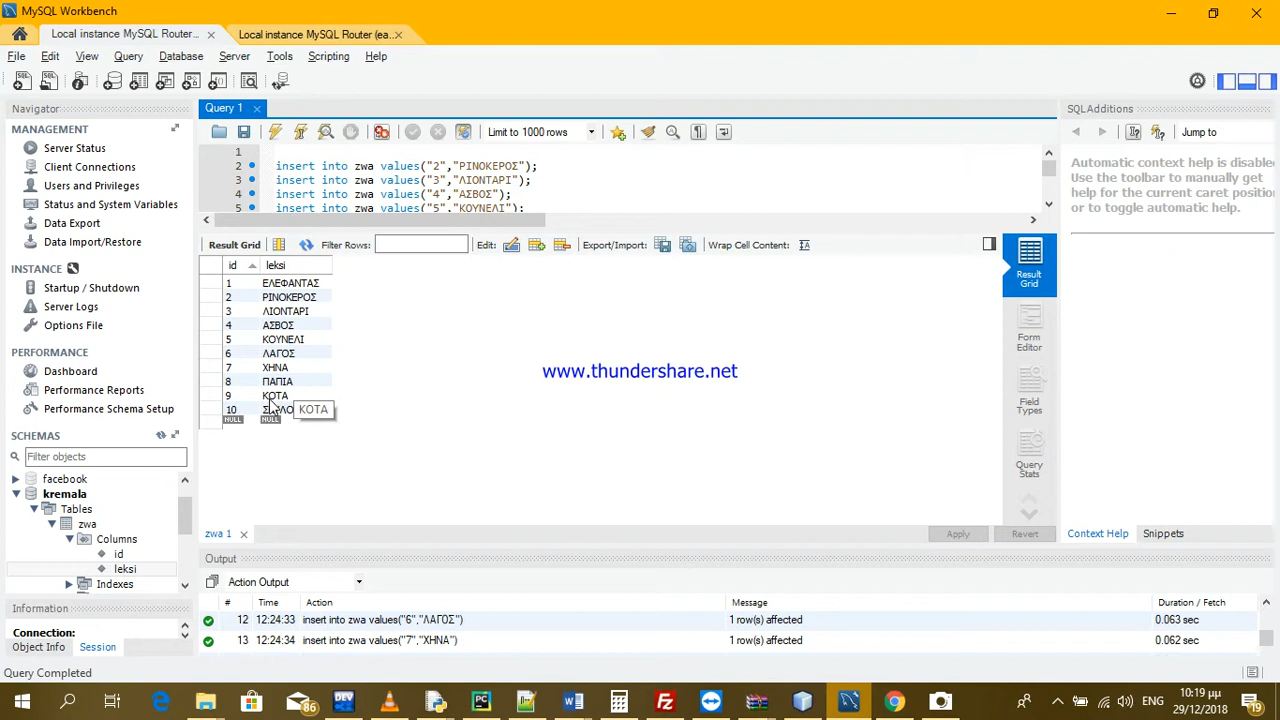 MySQL Workbench
Local instance MySQL Router...
Local instance MySQL Router (ea...
File Edit View Query Database Server Tools Scripting Help
Navigator
MANAGEMENT
Server Status
Client Connections
Users and Privileges
Status and System Variables
Data Export
Data Import/Restore
INSTANCE
Startup / Shutdown
Server Logs
Options File
PERFORMANCE
Dashboard
Performance Reports
Performance Schema Setup
SCHEMAS
Filter objects
facebook
kremala
Tables
zwa
Columns
id
leksi
Indexes
Information
Connection:
Object Info Session
Query Completed
Query 1
Limit to 1000 rows
1
2 insert into zwa values("2","ΡΙΝΟΚΕΡΟΣ");
3 insert into zwa values("3","ΛΙΟΝΤΑΡΙ");
4 insert into zwa values("4","ΑΣΒΟΣ");
5 insert into zwa values("5","ΚΟΥΝΕΛΙ");
Result Grid Filter Rows: Edit: Export/Import: Wrap Cell Content:
id leksi
1 ΕΛΕΦΑΝΤΑΣ
2 ΡΙΝΟΚΕΡΟΣ
3 ΛΙΟΝΤΑΡΙ
4 ΑΣΒΟΣ
5 ΚΟΥΝΕΛΙ
6 ΛΑΓΟΣ
7 ΧΗΝΑ
8 ΠΑΠΙΑ
9 ΚΟΤΑ
10
NULL NULL
ΚΟΤΑ
www.thundershare.net
Result Grid
Form Editor
Field Types
Query Stats
zwa 1
Apply Revert
SQLAdditions
Jump to
Automatic context help is disable
Use the toolbar to manually get
help for the current caret position
or to toggle automatic help.
Context Help Snippets
Output
Action Output
# Time Action Message Duration / Fetch
12 12:24:33 insert into zwa values("6","ΛΑΓΟΣ") 1 row(s) affected 0.063 sec
13 12:24:34 insert into zwa values("7","ΧΗΝΑ") 1 row(s) affected 0.062 sec
86
ΕΝG
10:19 πμ
29/12/2018
19